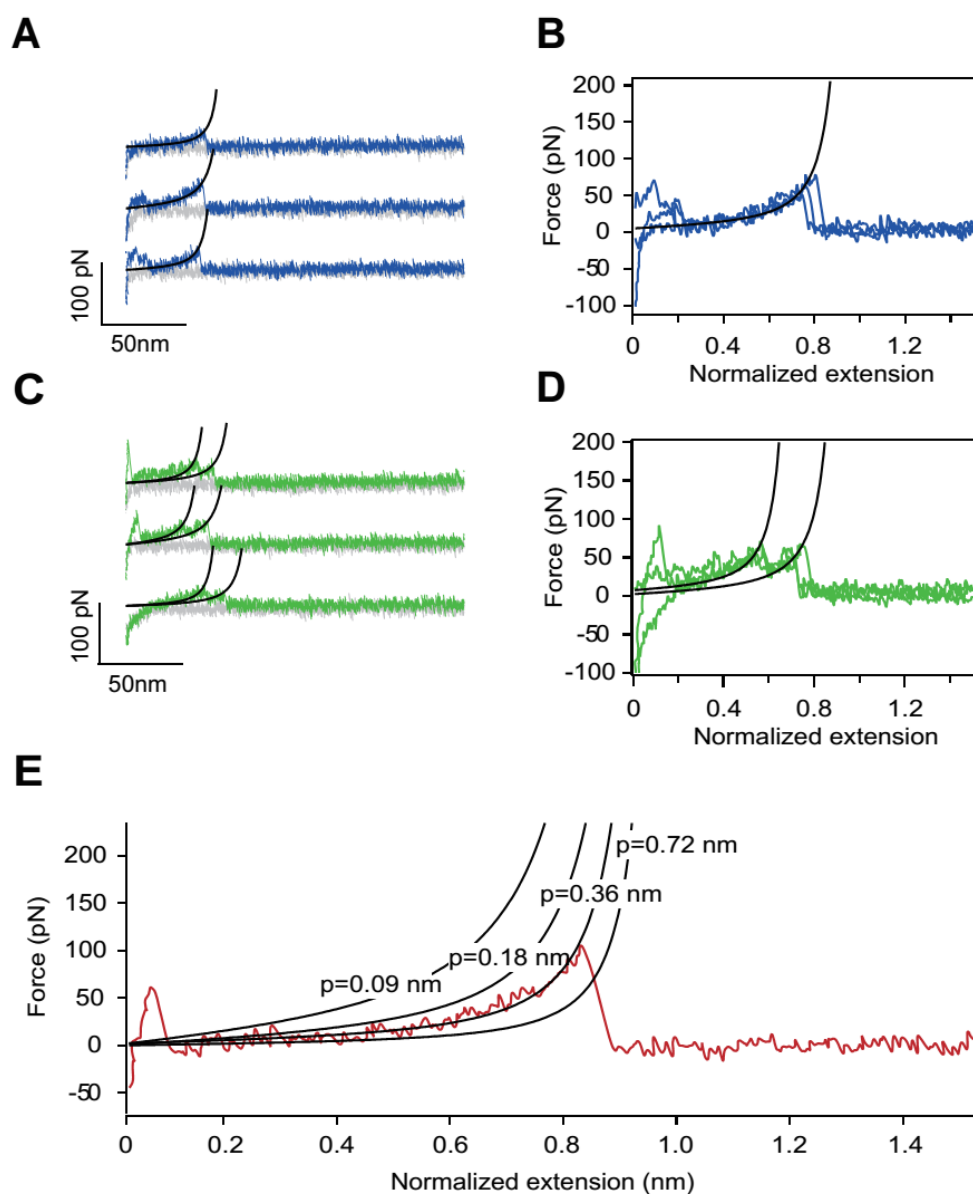 A
100 pN
50nm
B
200
150
100
50
0
-50
-100
Force (pN)
0 0.4 0.8 1.2
Normalized extension
C
100 pN
50nm
D
200
150
100
50
0
-50
-100
Force (pN)
0 0.4 0.8 1.2
Normalized extension
E
200
150
100
50
0
-50
Force (pN)
p=0.72 nm
p=0.36 nm
p=0.18 nm
p=0.09 nm
0 0.2 0.4 0.6 0.8 1.0 1.2 1.4
Normalized extension (nm)